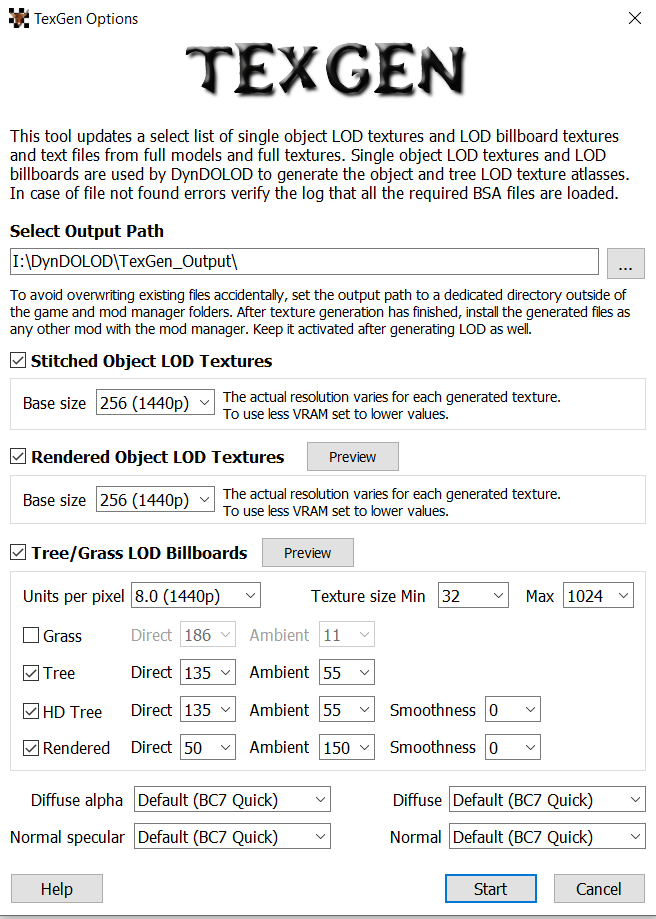 TexGen Options
TEXGEN
This tool updates a select list of single object LOD textures and LOD billboard textures
and text files from full models and full textures. Single object LOD textures and LOD
billboards are used by DynDOLOD to generate the object and tree LOD texture atlasses.
In case of file not found errors verify the log that all the required BSA files are loaded.
Select Output Path
I:\DynDOLOD\TexGen_Output\ ...
To avoid overwriting existing files accidentally, set the output path to a dedicated directory outside of
the game and mod manager folders. After texture generation has finished, install the generated files as
any other mod with the mod manager. Keep it activated after generating LOD as well.
Stitched Object LOD Textures
Base size 256 (1440p) The actual resolution varies for each generated texture.
To use less VRAM set to lower values.
Rendered Object LOD Textures Preview
Base size 256 (1440p) The actual resolution varies for each generated texture.
To use less VRAM set to lower values.
Tree/Grass LOD Billboards Preview
Units per pixel 8.0 (1440p) Texture size Min 32 Max 1024
Grass Direct 186 Ambient 11
Tree Direct 135 Ambient 55
HD Tree Direct 135 Ambient 55 Smoothness 0
Rendered Direct 50 Ambient 150 Smoothness 0
Diffuse alpha Default (BC7 Quick) Diffuse Default (BC7 Quick)
Normal specular Default (BC7 Quick) Normal Default (BC7 Quick)
Help Start Cancel